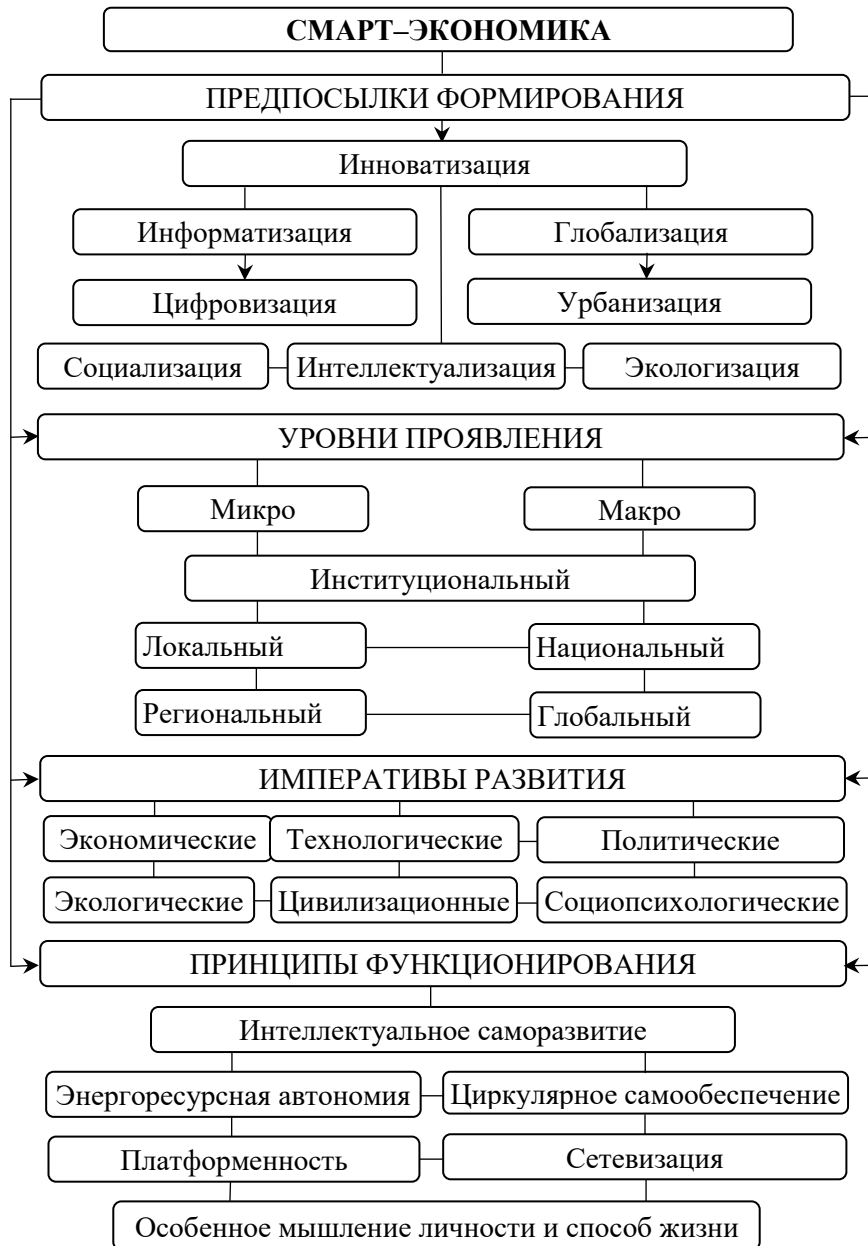 СМАРТ–ЭКОНОМИКА
ПРЕДПОСЫЛКИ ФОРМИРОВАНИЯ
Инноватизация
Информатизация
Глобализация
Цифровизация
Урбанизация
Социализация
Интеллектуализация
Экологизация
УРОВНИ ПРОЯВЛЕНИЯ
Микро
Макро
Институциональный
Локальный
Национальный
Региональный
Глобальный
ИМПЕРАТИВЫ РАЗВИТИЯ
Экономические
Технологические
Политические
Экологические
Цивилизационные
Социопсихологические
ПРИНЦИПЫ ФУНКЦИОНИРОВАНИЯ
Интеллектуальное саморазвитие
Энергоресурсная автономия
Циркулярное самообеспечение
Платформенность
Сетевизация
Особенное мышление личности и способ жизни